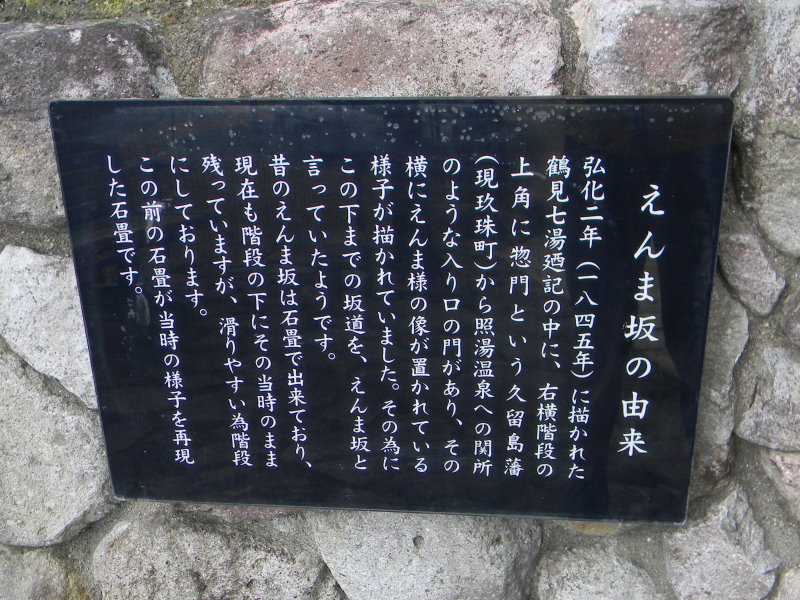 えんま坂の由来
弘化二年（一八四五年）に描かれた
鶴見七湯廼記の中に、右横階段の
上角に惣門という久留島藩
（現玖珠町）から照湯温泉への関所
のような入り口の門があり、その
横にえんま様の像が置かれている
様子が描かれていました。その為に
この下までの坂道を、えんま坂と
言っていたようです。
昔のえんま坂は石畳で出来ており、
現在も階段の下にその当時のまま
残っていますが、滑りやすい為階段
にしております。
この前の石畳が当時の様子を再現
した石畳です。